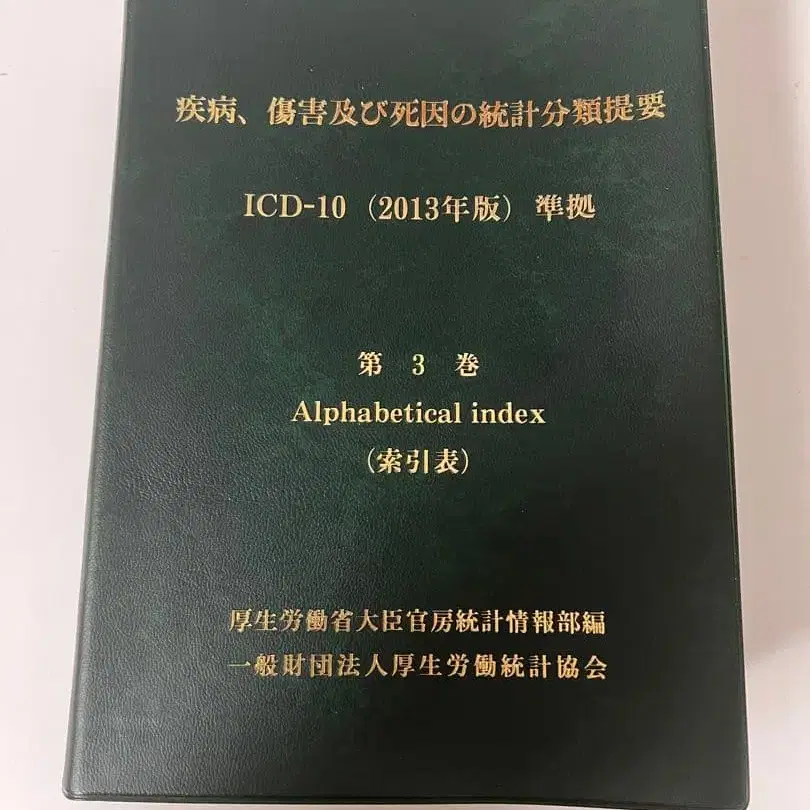 疾病、傷害及び死因の統計分類提要
ICD-10（2013年版）準拠
第 3 巻
Alphabetical index
（索引表）
厚生労働省大臣官房統計情報部編
一般財団法人厚生労働統計協会